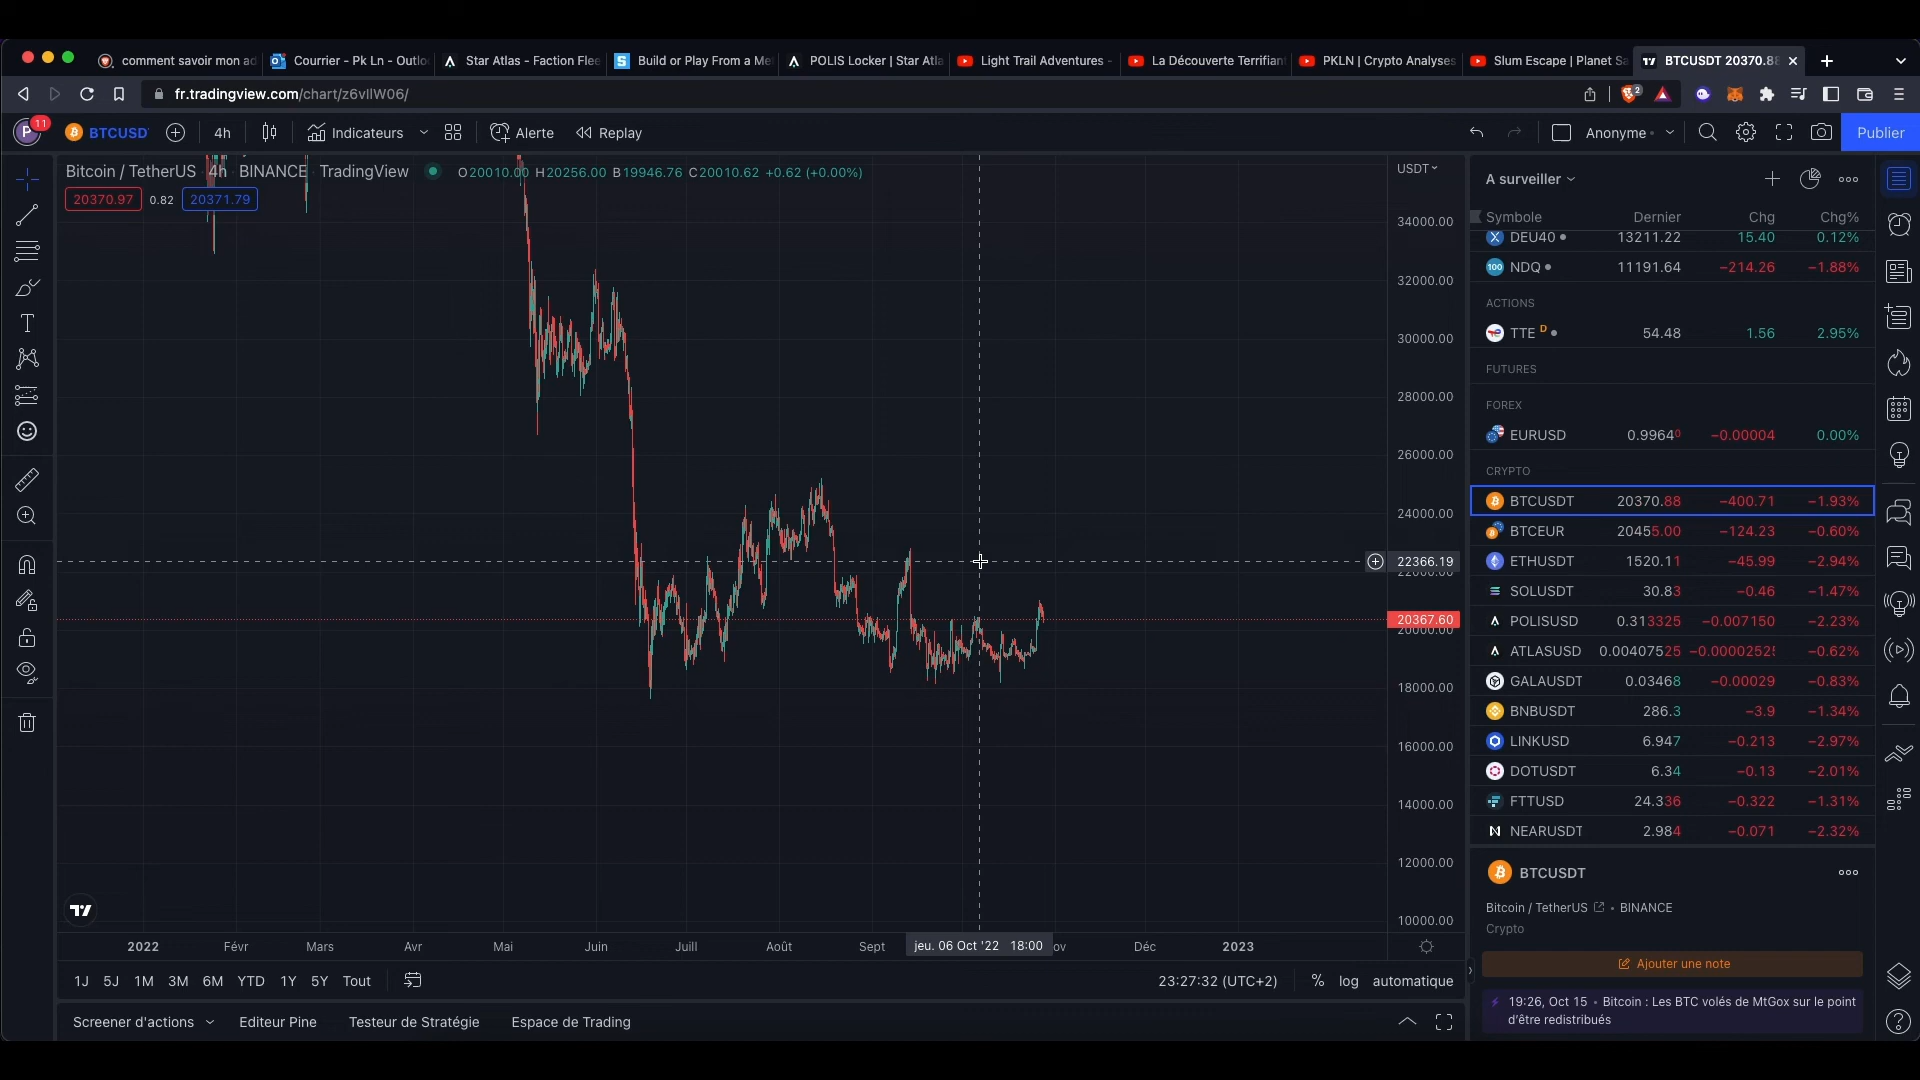 comment savoir mon ad
Courrier - Pk Ln - Outlo
Star Atlas - Faction Flee
Build or Play From a Me
POLIS Locker | Star Atla
Light Trail Adventures -
La Découverte Terrifiant
PKLN | Crypto Analyses
Slum Escape | Planet Sa
BTCUSDT 20370.88
fr.tradingview.com/chart/z6vIlW06/
2
P 11
BTCUSD
4h
Indicateurs
Alerte
Replay
Anonyme
Publier
Bitcoin / TetherUS 4h BINANCE TradingView
O20010.00 H20256.00 B19946.76 C20010.62 +0.62 (+0.00%)
20370.97 0.82 20371.79
USDT
34000.00
32000.00
30000.00
28000.00
26000.00
24000.00
22366.19
22000.00
20367.60
20000.00
18000.00
16000.00
14000.00
12000.00
10000.00
2022 Févr Mars Avr Mai Juin Juill Août Sept jeu. 06 Oct '22 18:00 ov Déc 2023
1J 5J 1M 3M 6M YTD 1Y 5Y Tout
23:27:32 (UTC+2) % log automatique
Screener d'actions Editeur Pine Testeur de Stratégie Espace de Trading
A surveiller
Symbole Dernier Chg Chg%
DEU40 13211.22 15.40 0.12%
100 NDQ 11191.64 −214.26 −1.88%
ACTIONS
TTE D 54.48 1.56 2.95%
FUTURES
FOREX
EURUSD 0.99640 −0.00004 0.00%
CRYPTO
BTCUSDT 20370.88 −400.71 −1.93%
BTCEUR 20455.00 −124.23 −0.60%
ETHUSDT 1520.11 −45.99 −2.94%
SOLUSDT 30.83 −0.46 −1.47%
POLISUSD 0.313325 −0.007150 −2.23%
ATLASUSD 0.00407525 −0.00002525 −0.62%
GALAUSDT 0.03468 −0.00029 −0.83%
BNBUSDT 286.3 −3.9 −1.34%
LINKUSD 6.947 −0.213 −2.97%
DOTUSDT 6.34 −0.13 −2.01%
FTTUSD 24.336 −0.322 −1.31%
NEARUSDT 2.984 −0.071 −2.32%
BTCUSDT
Bitcoin / TetherUS • BINANCE
Crypto
Ajouter une note
19:26, Oct 15 • Bitcoin : Les BTC volés de MtGox sur le point
d'être redistribués